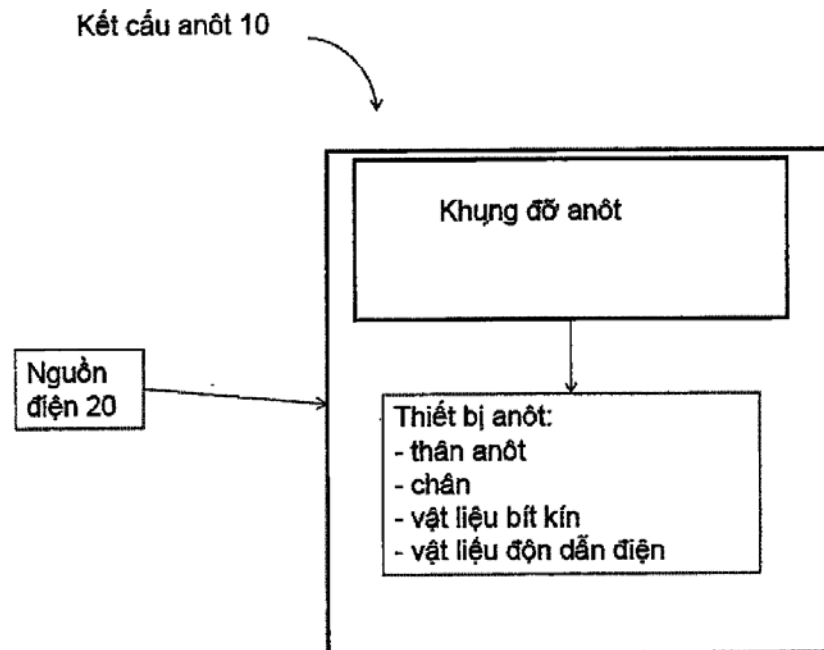 Kết cấu anôt 10
Khụng đỡ anôt
Nguồn
điện 20
Thiết bị anôt:
- thân anôt
- chân
- vật liệu bít kín
- vật liệu độn dẫn điện